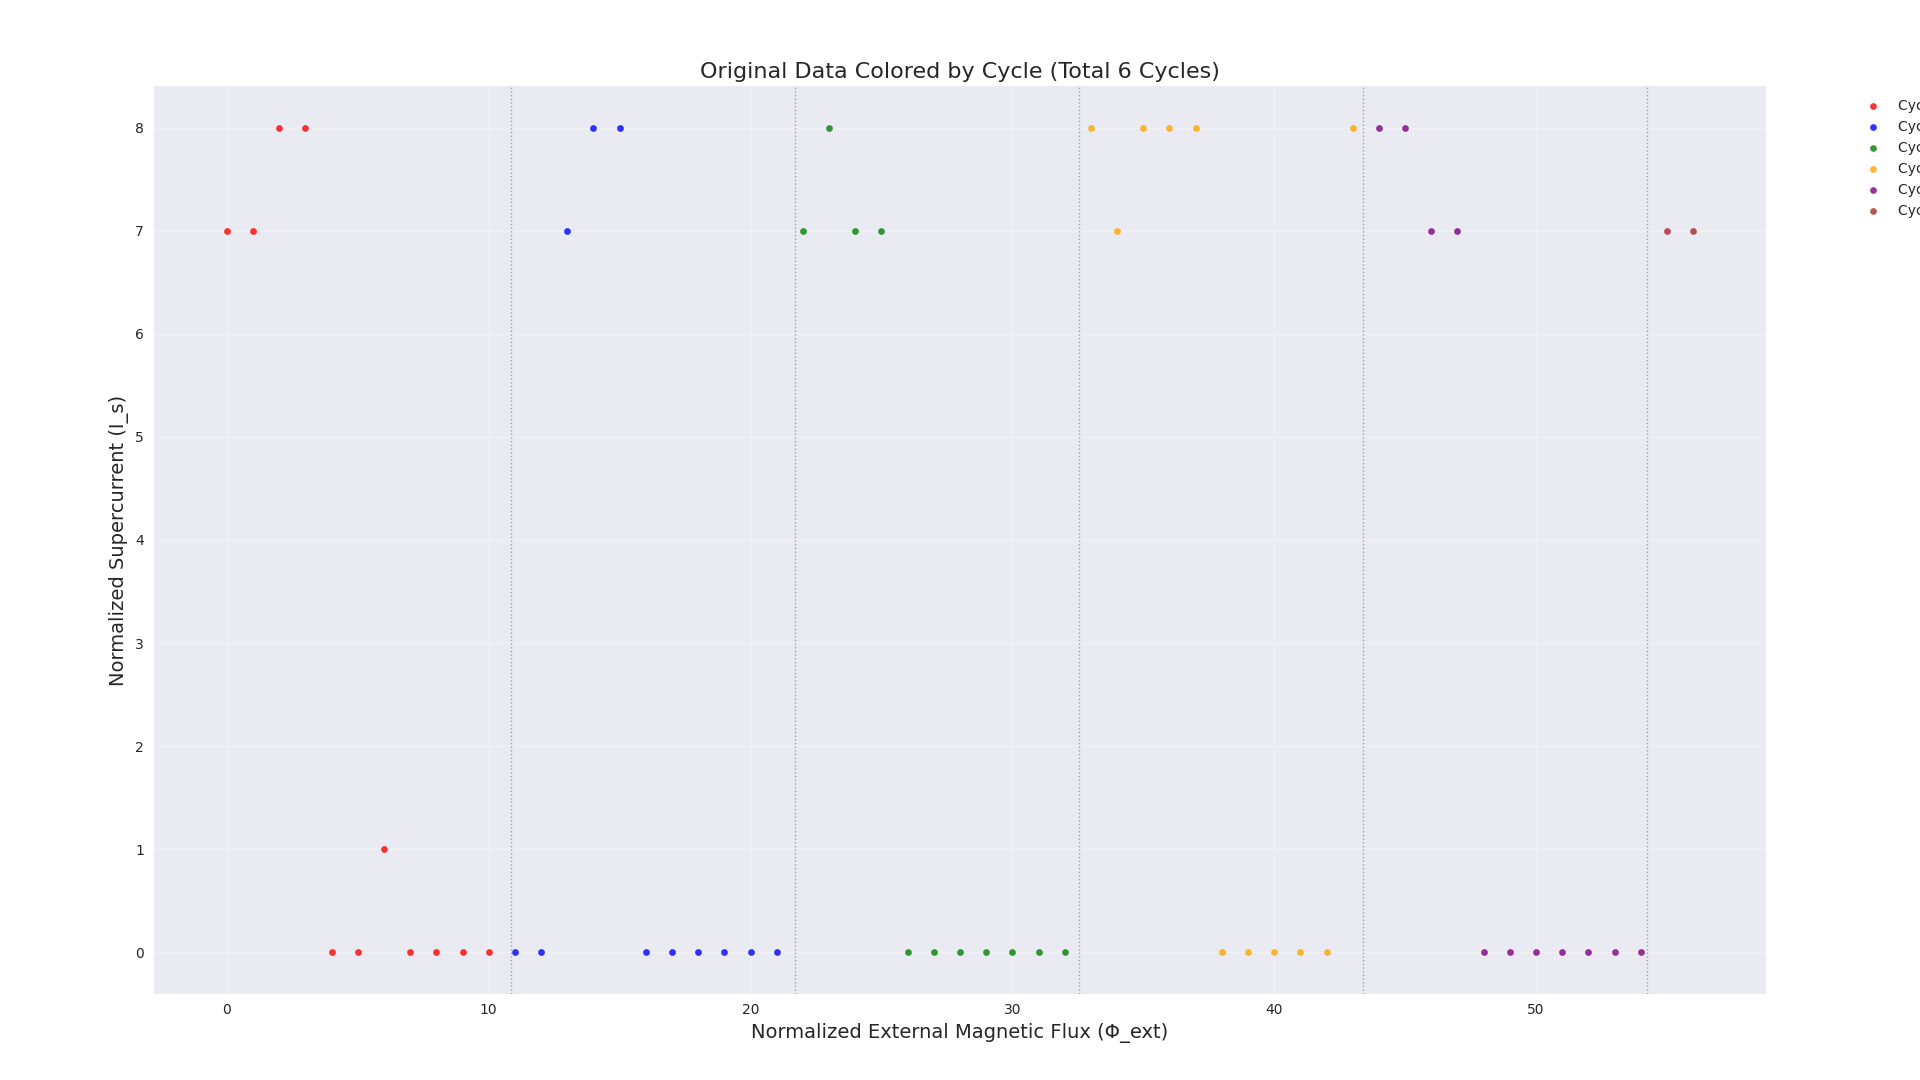 Original Data Colored by Cycle (Total 6 Cycles)
Cyc
Cyc
Cyc
Cyc
Cyc
Cyc
8
7
6
5
4
3
2
1
0
Normalized Supercurrent (I_s)
0 10 20 30 40 50
Normalized External Magnetic Flux (Φ_ext)